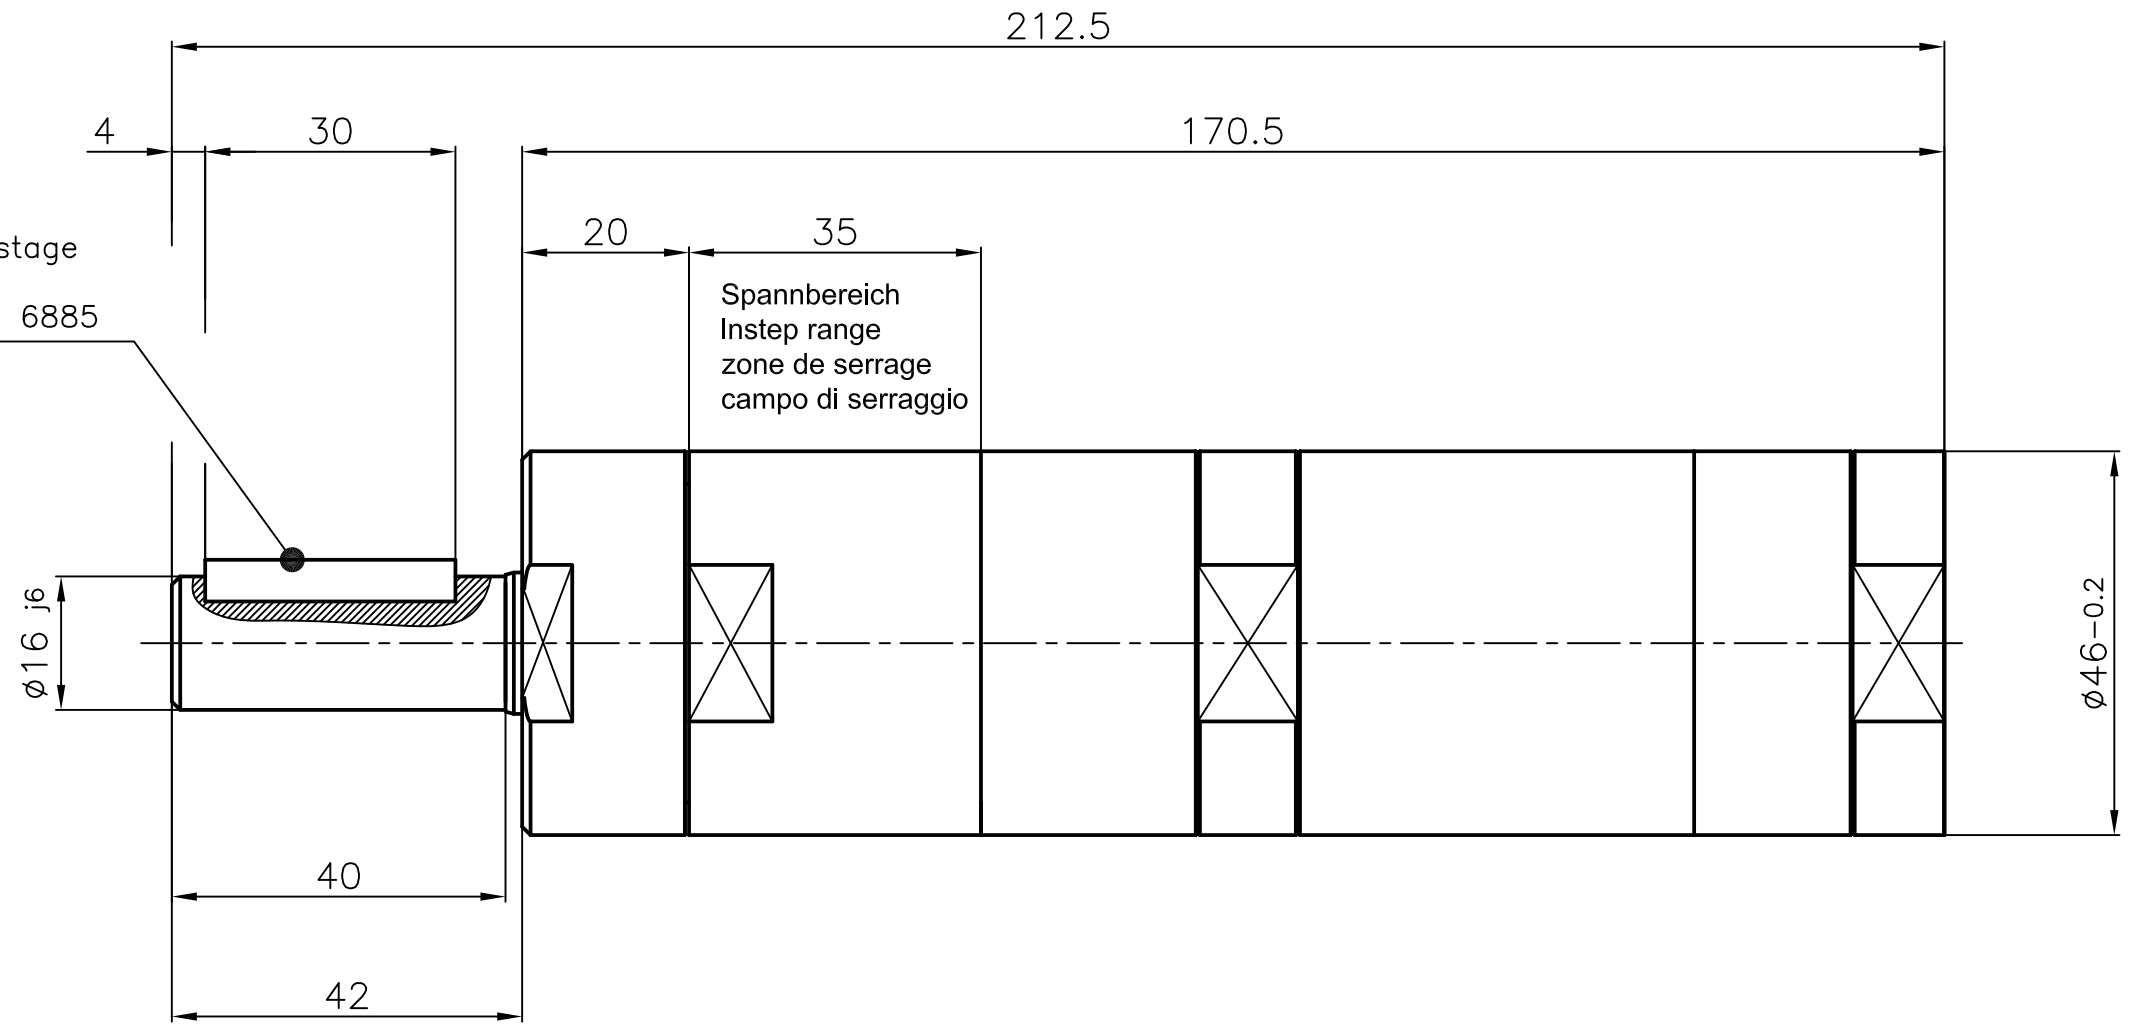 212.5
4
30
170.5
20
35
stage
6885
Spannbereich
Instep range
zone de serrage
campo di serraggio
ø16 j6
ø46-0.2
40
42